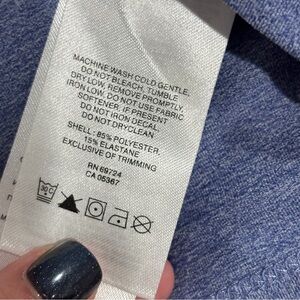 MACHINE WASH COLD GENTLE,
DO NOT BLEACH, TUMBLE
DRY LOW, REMOVE PROMPTLY,
IRON LOW. DO NOT USE FABRIC
SOFTENER. IF PRESENT
DO NOT IRON DECAL.
DO NOT DRYCLEAN
SHELL : 85% POLYESTER
15% ELASTANE
EXCLUSIVE OF TRIMMING
RN 69724
CA 05367
30°C